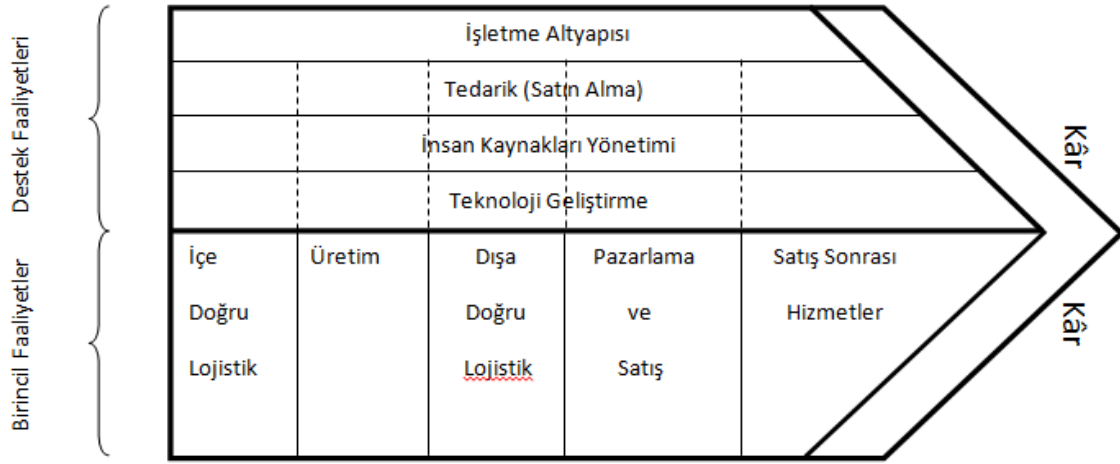 Destek Faaliyetleri
İşletme Altyapısı
Tedarik (Satın Alma)
İnsan Kaynakları Yönetimi
Teknoloji Geliştirme
Kâr
Birincil Faaliyetler
İçe
Doğru
Lojistik
Üretim
Dışa
Doğru
Lojistik
Pazarlama
ve
Satış
Satış Sonrası
Hizmetler
Kâr